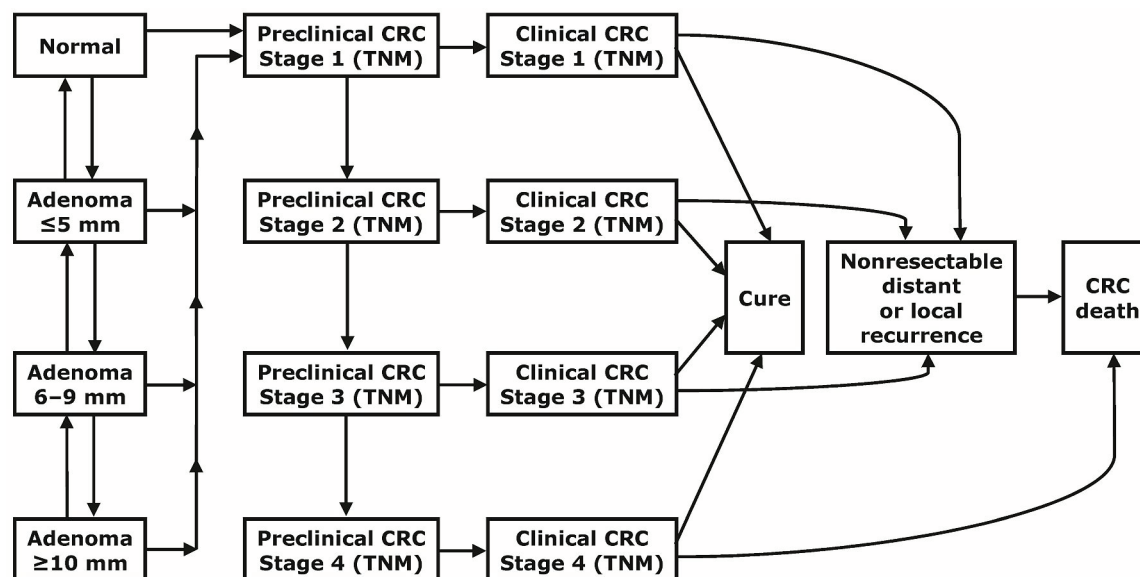 Normal
Preclinical CRC
Stage 1 (TNM)
Clinical CRC
Stage 1 (TNM)
Adenoma
≤5 mm
Preclinical CRC
Stage 2 (TNM)
Clinical CRC
Stage 2 (TNM)
Cure
Nonresectable
distant
or local
recurrence
CRC
death
Adenoma
6–9 mm
Preclinical CRC
Stage 3 (TNM)
Clinical CRC
Stage 3 (TNM)
Adenoma
≥10 mm
Preclinical CRC
Stage 4 (TNM)
Clinical CRC
Stage 4 (TNM)